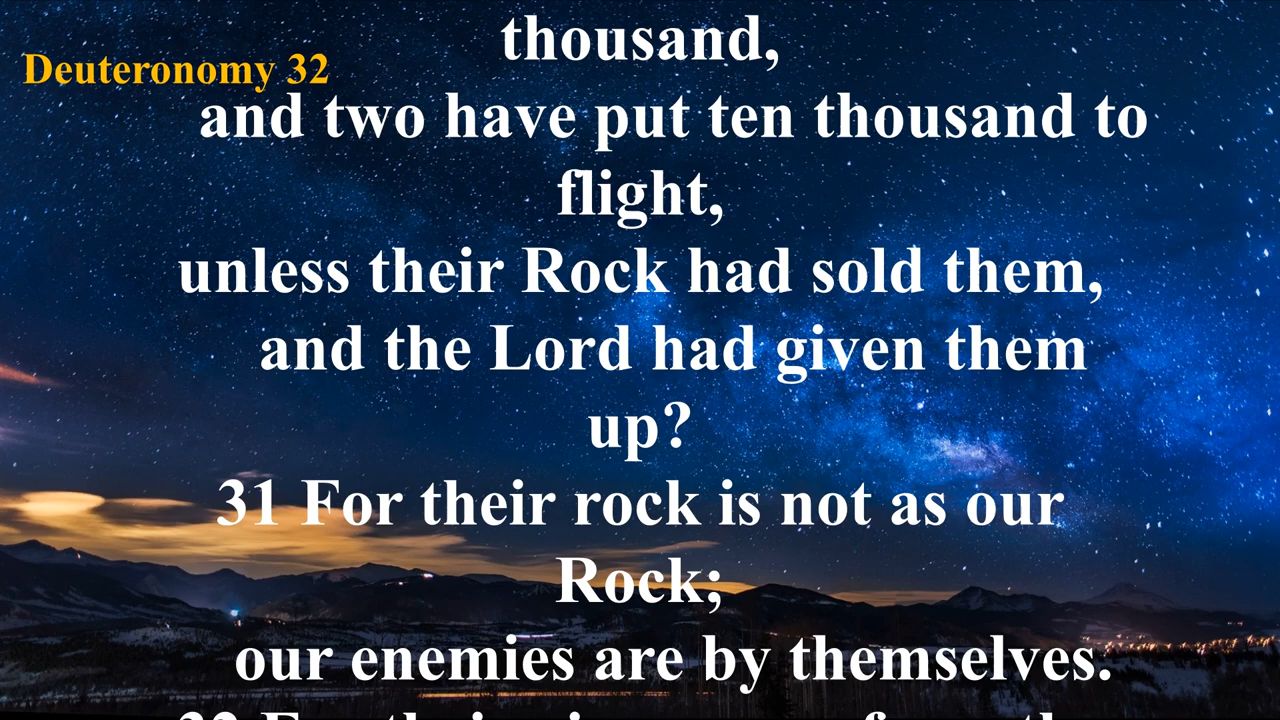 thousand,
Deuteronomy 32
and two have put ten thousand to
flight,
unless their Rock had sold them,
and the Lord had given them
up?
31 For their rock is not as our
Rock;
our enemies are by themselves.